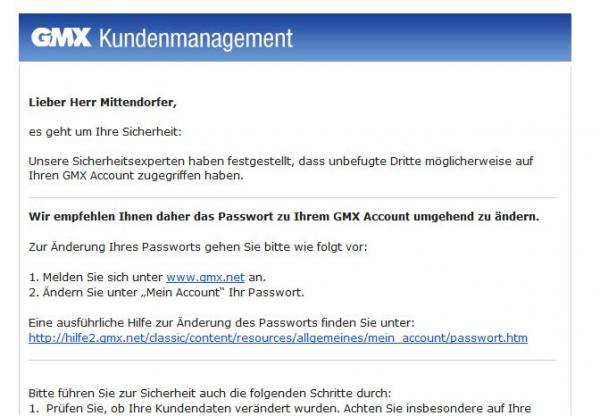 GMX Kundenmanagement
Lieber Herr Mittendorfer,
es geht um Ihre Sicherheit:
Unsere Sicherheitsexperten haben festgestellt, dass unbefugte Dritte möglicherweise auf
Ihren GMX Account zugegriffen haben.
Wir empfehlen Ihnen daher das Passwort zu Ihrem GMX Account umgehend zu ändern.
Zur Änderung Ihres Passworts gehen Sie bitte wie folgt vor:
1. Melden Sie sich unter www.gmx.net an.
2. Ändern Sie unter „Mein Account“ Ihr Passwort.
Eine ausführliche Hilfe zur Änderung des Passworts finden Sie unter:
http://hilfe2.gmx.net/classic/content/resources/allgemeines/mein_account/passwort.htm
Bitte führen Sie zur Sicherheit auch die folgenden Schritte durch:
1. Prüfen Sie, ob Ihre Kundendaten verändert wurden. Achten Sie insbesondere auf Ihre